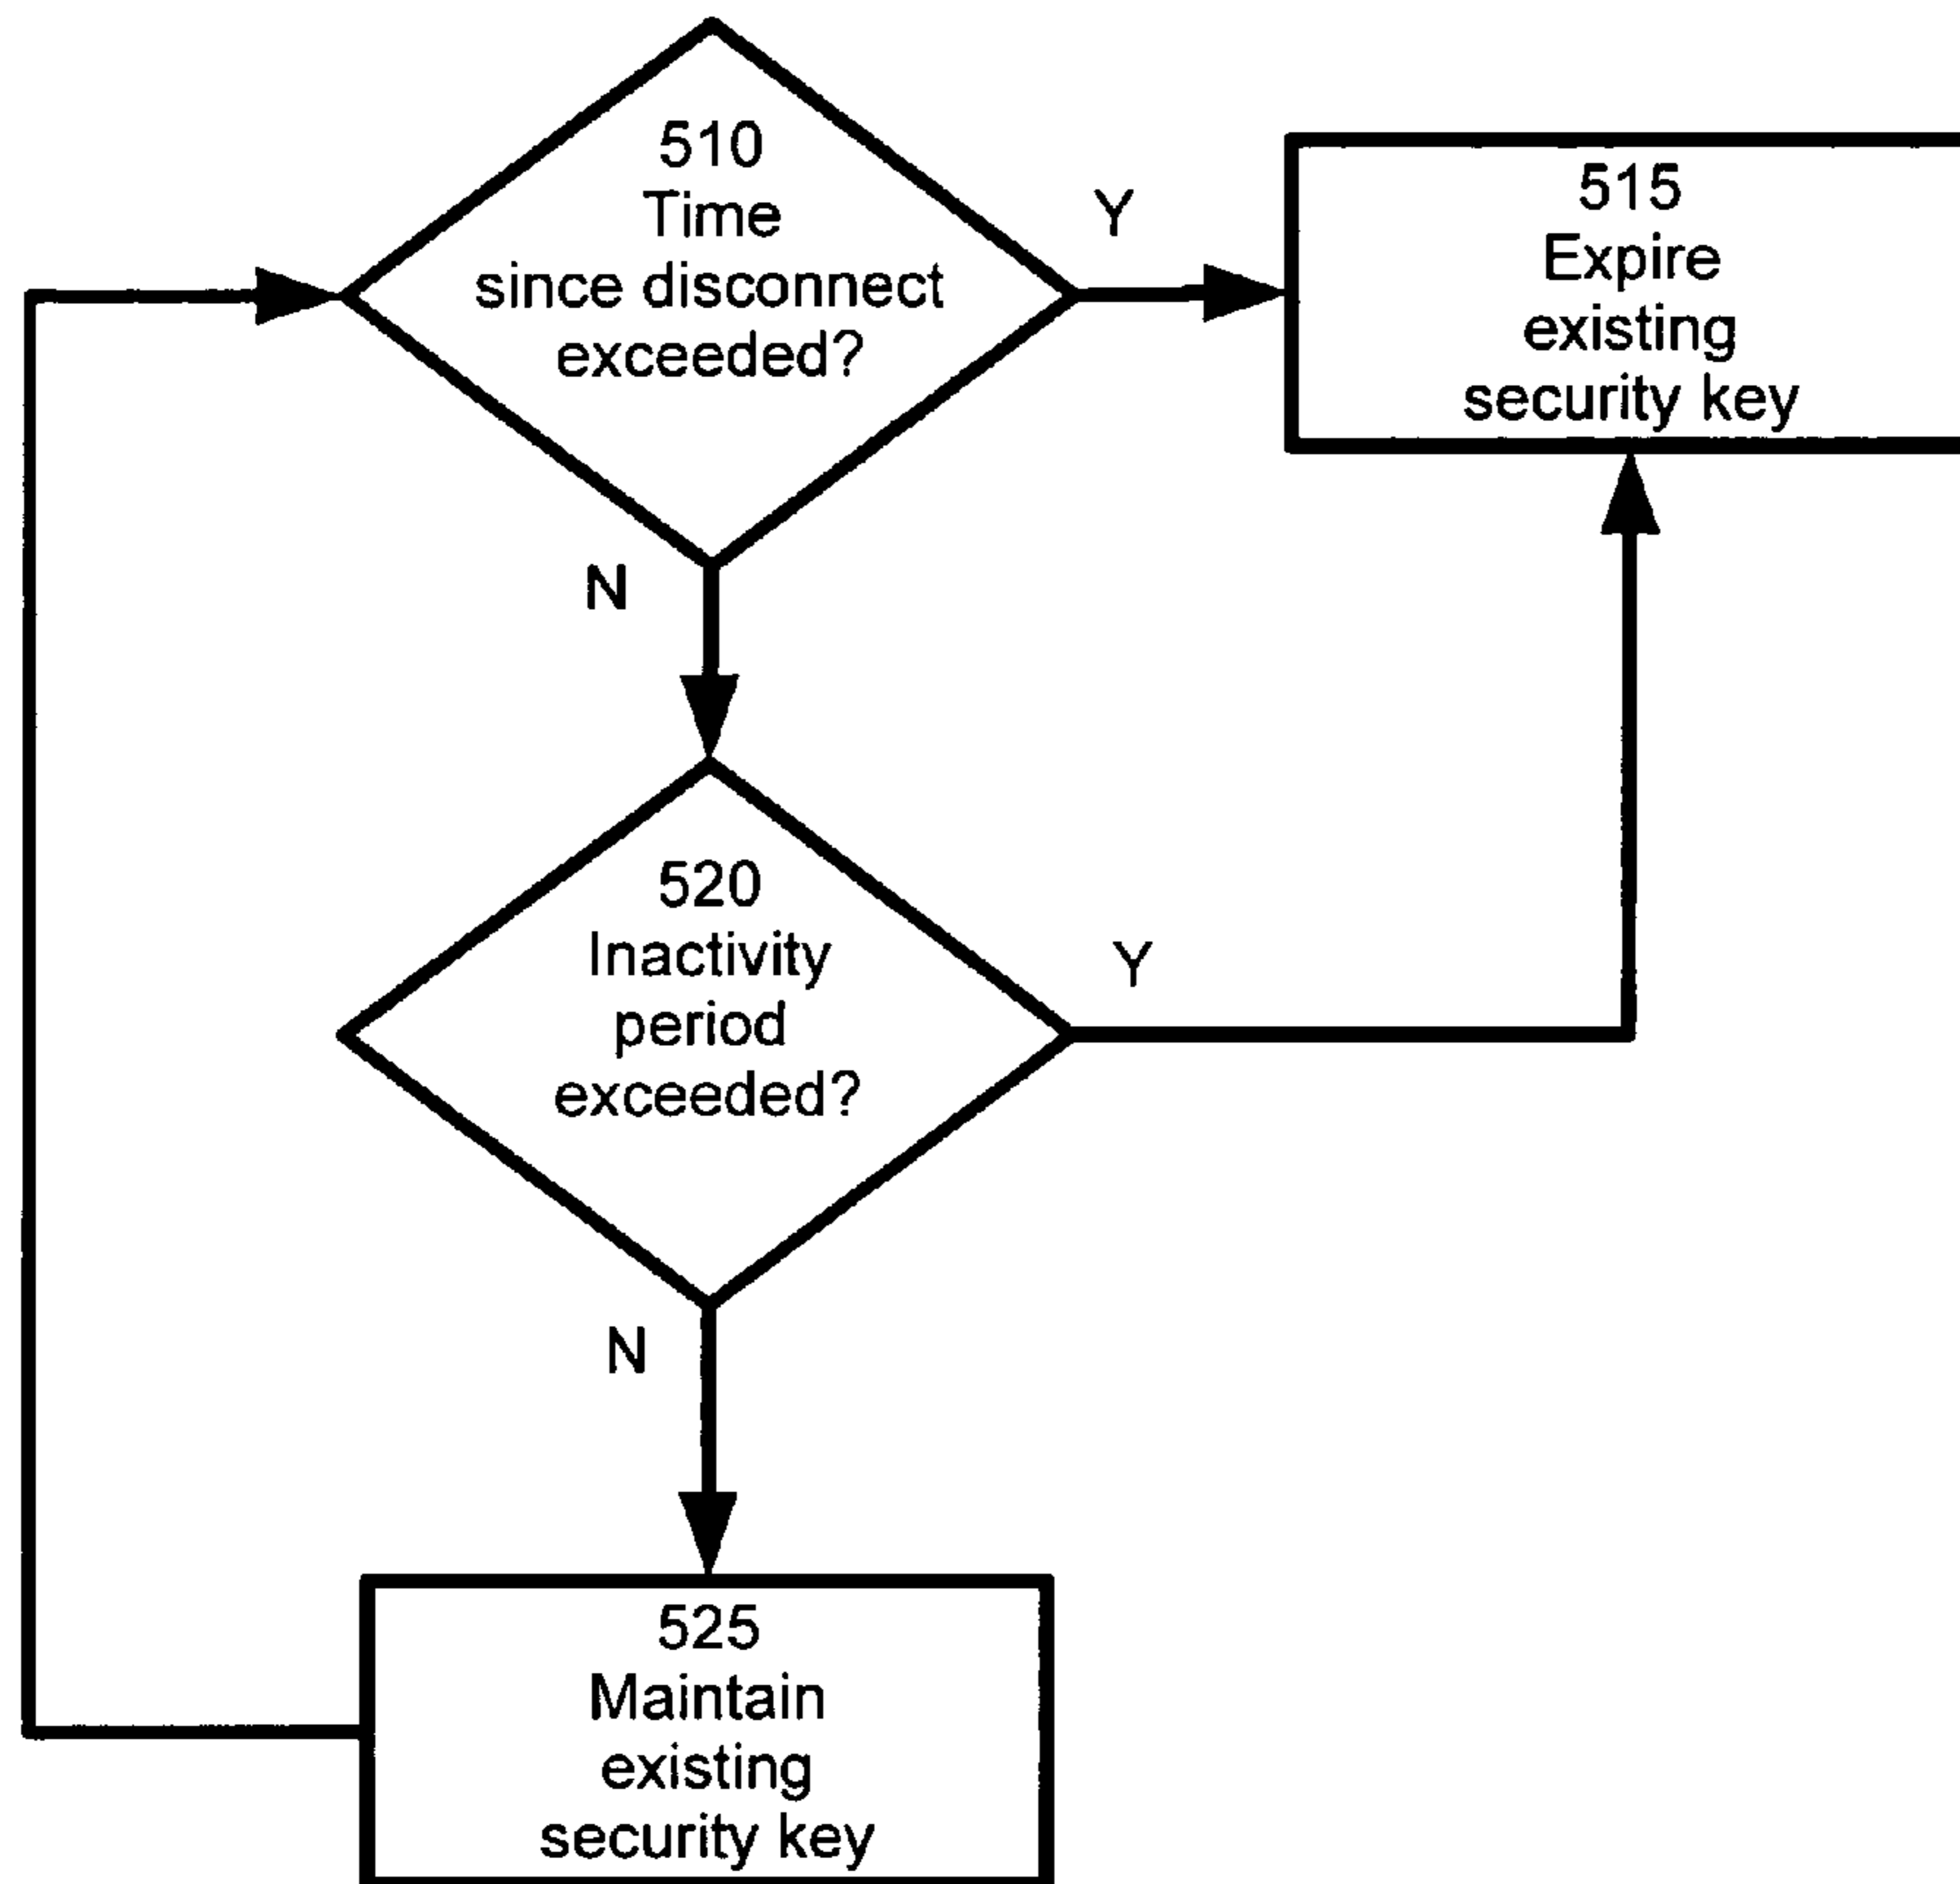 510
Time
since disconnect
exceeded?
Y
515
Expire
existing
security key
N
520
Inactivity
period
exceeded?
Y
N
525
Maintain
existing
security key